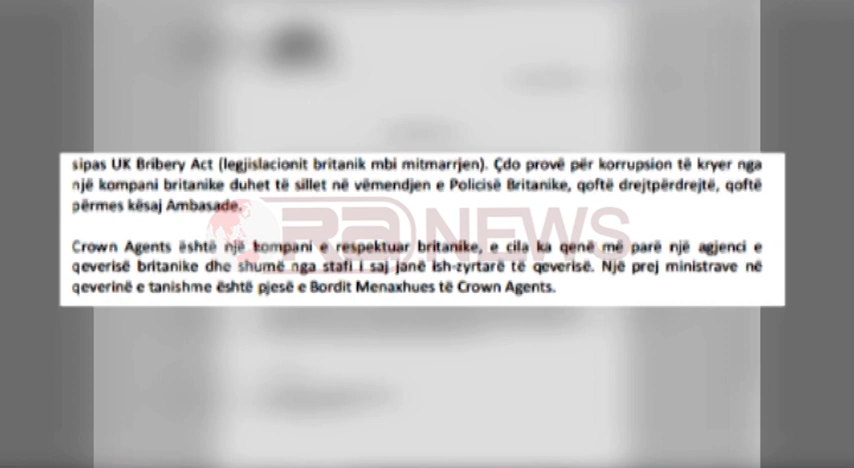 sipas UK Bribery Act (legjislacionit britanik mbi mitmarrjen). Çdo provë për korrupsion të kryer nga
një kompani britanike duhet të sillet në vëmendjen e Policisë Britanike, qoftë drejtpërdrejtë, qoftë
përmes kësaj Ambasade.
RA NEWS
Crown Agents është një kompani e respektuar britanike, e cila ka qenë më parë një agjenci e
qeverisë britanike dhe shumë nga stafi i saj janë ish-zyrtarë të qeverisë. Një prej ministrave në
qeverinë e tanishme është pjesë e Bordit Menaxhues të Crown Agents.